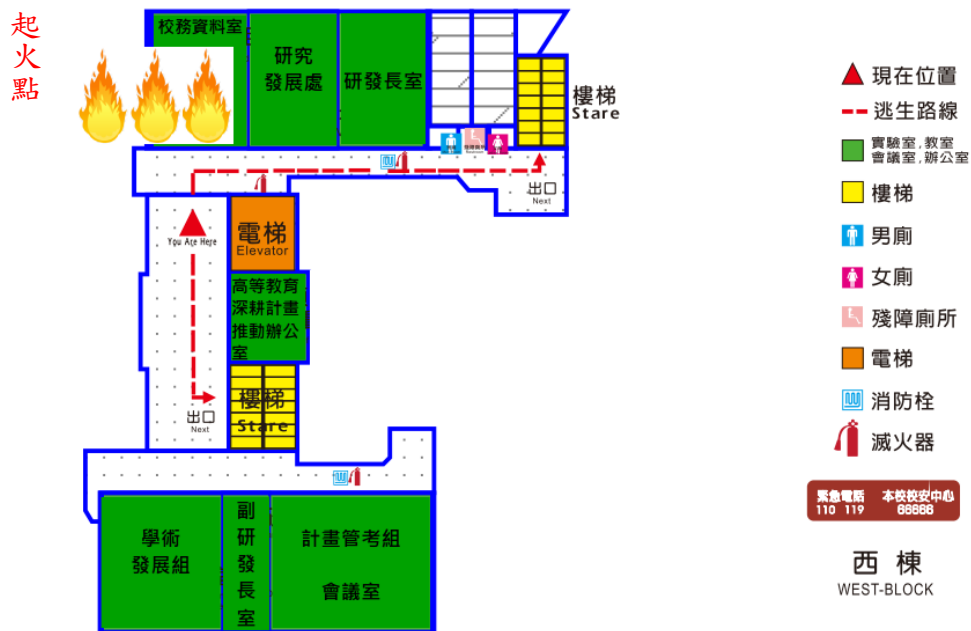 起火點
校務資料室
研究
發展處
研發長室
樓梯
Stare
出口
Next
You Are Here
電梯
Elevator
高等教育
深耕計畫
推動辦公
室
樓梯
Stare
出口
Next
學術
發展組
副研發長室
計畫管考組
會議室
現在位置
逃生路線
實驗室,教室
會議室,辦公室
樓梯
男廁
女廁
殘障廁所
電梯
消防栓
滅火器
緊急電話 本校校安中心
110 119 66666
西棟
WEST-BLOCK